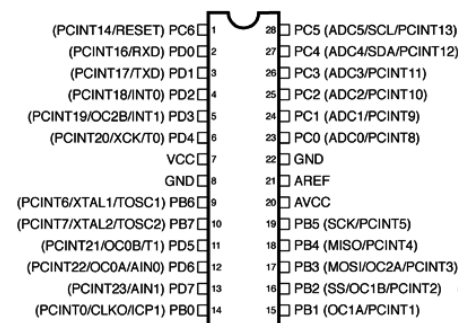 (PCINT14/RESET) PC6 1 28 PC5 (ADC5/SCL/PCINT13)
(PCINT16/RXD) PD0 2 27 PC4 (ADC4/SDA/PCINT12)
(PCINT17/TXD) PD1 3 26 PC3 (ADC3/PCINT11)
(PCINT18/INT0) PD2 4 25 PC2 (ADC2/PCINT10)
(PCINT19/OC2B/INT1) PD3 5 24 PC1 (ADC1/PCINT9)
(PCINT20/XCK/T0) PD4 6 23 PC0 (ADC0/PCINT8)
VCC 7 22 GND
GND 8 21 AREF
(PCINT6/XTAL1/TOSC1) PB6 9 20 AVCC
(PCINT7/XTAL2/TOSC2) PB7 10 19 PB5 (SCK/PCINT5)
(PCINT21/OC0B/T1) PD5 11 18 PB4 (MISO/PCINT4)
(PCINT22/OC0A/AIN0) PD6 12 17 PB3 (MOSI/OC2A/PCINT3)
(PCINT23/AIN1) PD7 13 16 PB2 (SS/OC1B/PCINT2)
(PCINT0/CLKO/ICP1) PB0 14 15 PB1 (OC1A/PCINT1)